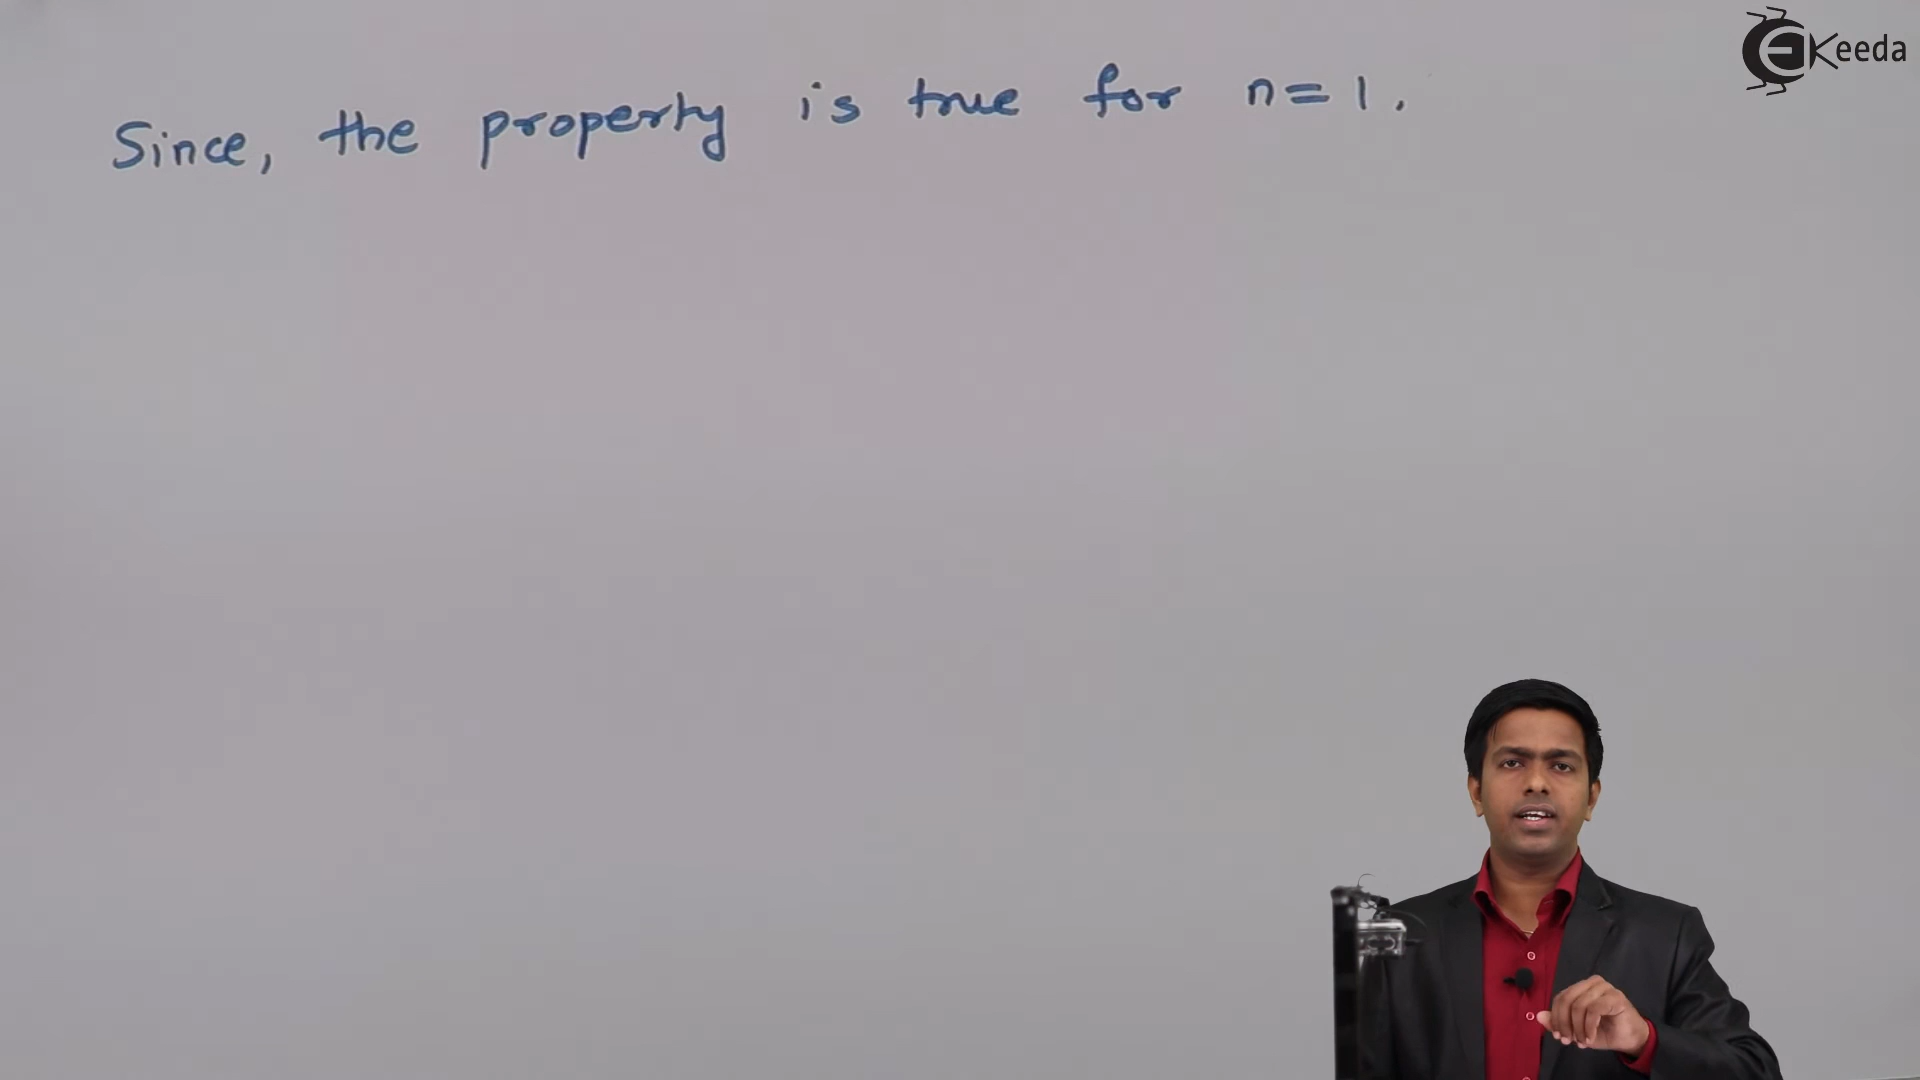 Since, the property is true for n=1.
EKeeda